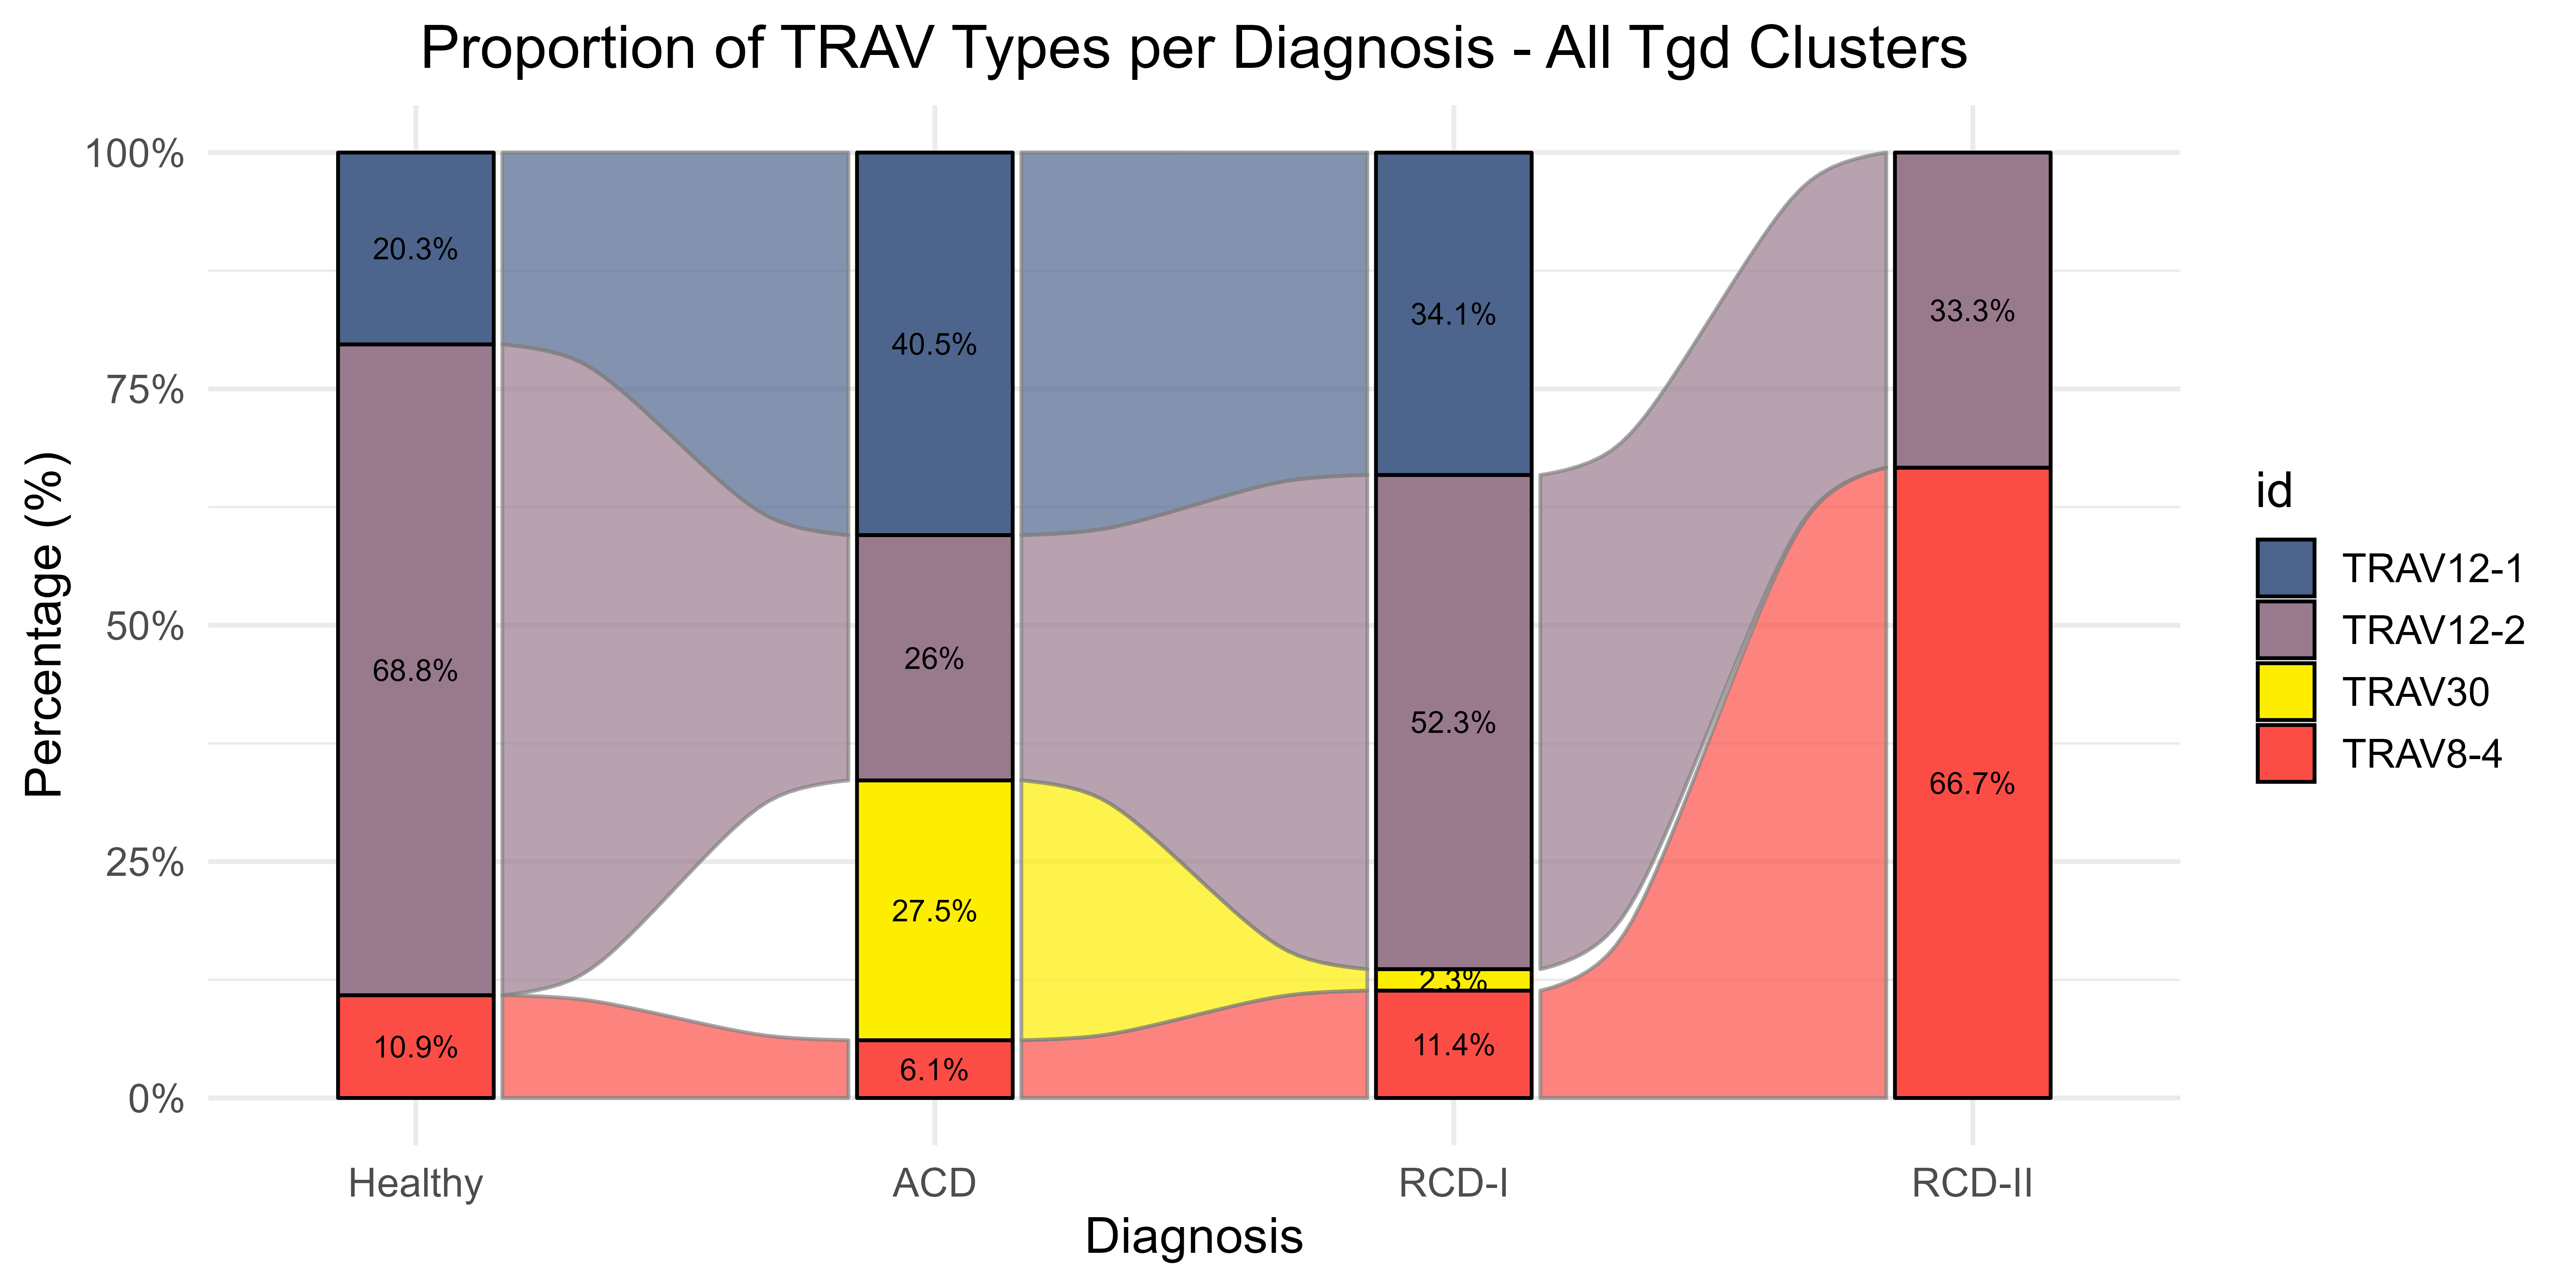 Proportion of TRAV Types per Diagnosis - All Tgd Clusters
Percentage (%)
100%
75%
50%
25%
0%
20.3%
68.8%
10.9%
40.5%
26%
27.5%
6.1%
34.1%
52.3%
2.3%
11.4%
33.3%
66.7%
Healthy
ACD
RCD-I
RCD-II
Diagnosis
id
TRAV12-1
TRAV12-2
TRAV30
TRAV8-4